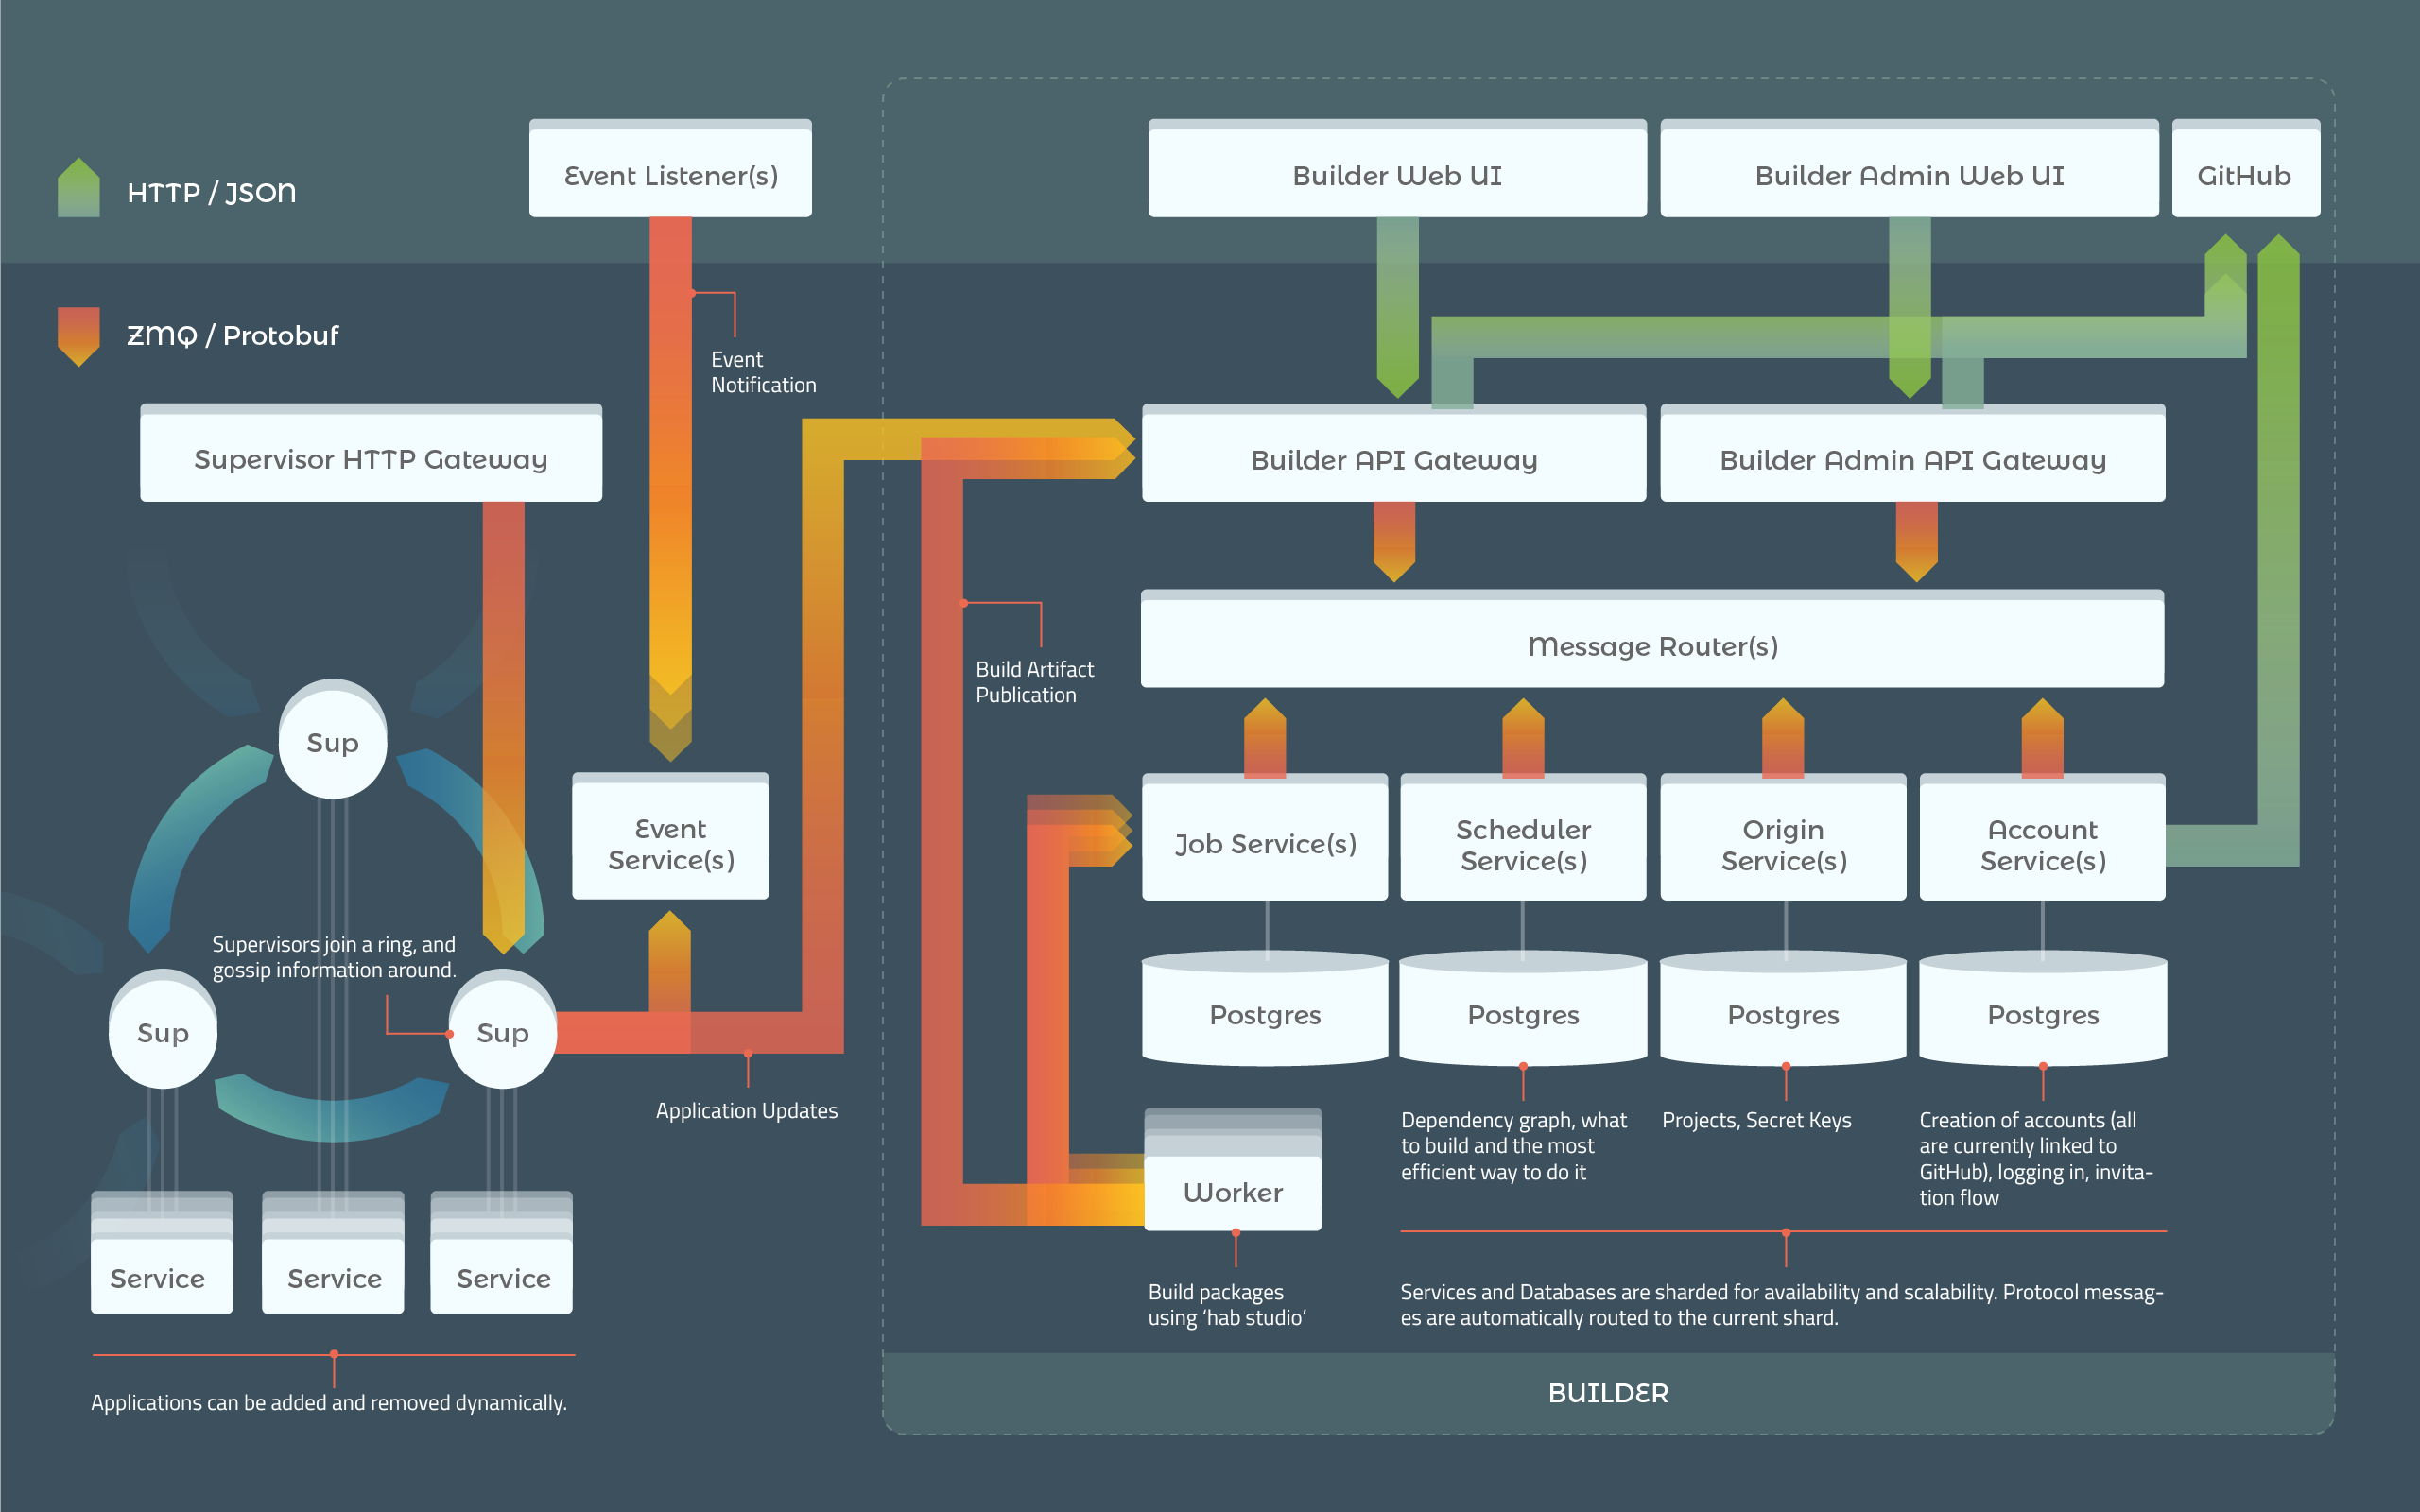 HTTP / JSON
Event Listener(s)
Builder Web UI
Builder Admin Web UI
GitHub
ZMQ / Protobuf
Event
Notification
Supervisor HTTP Gateway
Builder API Gateway
Builder Admin API Gateway
Message Router(s)
Build Artifact
Publication
Sup
Event
Service(s)
Job Service(s)
Scheduler
Service(s)
Origin
Service(s)
Account
Service(s)
Supervisors join a ring, and
gossip information around.
Sup
Sup
Postgres
Postgres
Postgres
Postgres
Application Updates
Dependency graph, what
to build and the most
efficient way to do it
Projects, Secret Keys
Creation of accounts (all
are currently linked to
GitHub), logging in, invita-
tion flow
Worker
Service
Service
Service
Build packages
using ‘hab studio’
Services and Databases are sharded for availability and scalability. Protocol messag-
es are automatically routed to the current shard.
Applications can be added and removed dynamically.
BUILDER